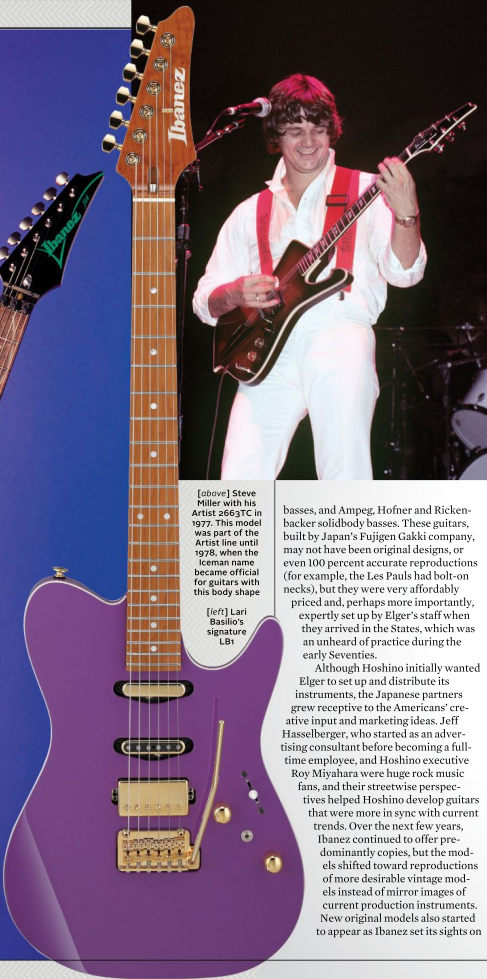 Ibanez
Ibanez
[above] Steve
Miller with his
Artist 2663TC in
1977. This model
was part of the
Artist line until
1978, when the
Iceman name
became official
for guitars with
this body shape
[left] Lari
Basilio's
signature
LB1
basses, and Ampeg, Hofner and Ricken-
backer solidbody basses. These guitars,
built by Japan's Fujigen Gakki company,
may not have been original designs, or
even 100 percent accurate reproductions
(for example, the Les Pauls had bolt-on
necks), but they were very affordably
priced and, perhaps more importantly,
expertly set up by Elger's staff when
they arrived in the States, which was
an unheard of practice during the
early Seventies.
Although Hoshino initially wanted
Elger to set up and distribute its
instruments, the Japanese partners
grew receptive to the Americans' cre-
ative input and marketing ideas. Jeff
Hasselberger, who started as an adver-
tising consultant before becoming a full-
time employee, and Hoshino executive
Roy Miyahara were huge rock music
fans, and their streetwise perspec-
tives helped Hoshino develop guitars
that were more in sync with current
trends. Over the next few years,
Ibanez continued to offer pre-
dominantly copies, but the mod-
els shifted toward reproductions
of more desirable vintage mod-
els instead of mirror images of
current production instruments.
New original models also started
to appear as Ibanez set its sights on